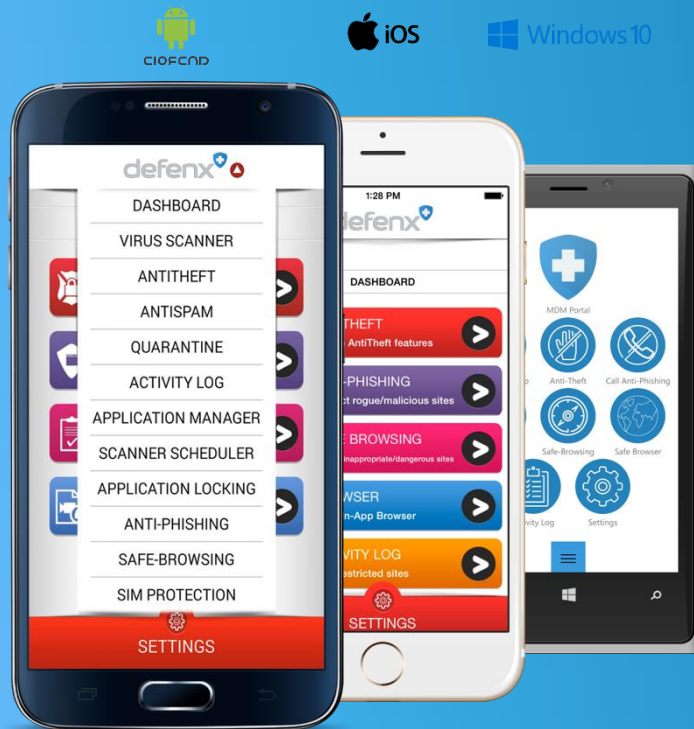 CIOFCND
iOS
Windows 10
defenx
DASHBOARD
VIRUS SCANNER
ANTITHEFT
ANTISPAM
QUARANTINE
ACTIVITY LOG
APPLICATION MANAGER
SCANNER SCHEDULER
APPLICATION LOCKING
ANTI-PHISHING
SAFE-BROWSING
SIM PROTECTION
SETTINGS
1:28 PM
defenx
DASHBOARD
THEFT
AntiTheft features
-PHISHING
ct rogue/malicious sites
E BROWSING
inappropriate/dangerous sites
WSER
n-App Browser
VITY LOG
estricted sites
SETTINGS
MDM Portal
p Anti-Theft Call Anti-Phishing
Safe-Browsing Safe Browser
vity Log Settings